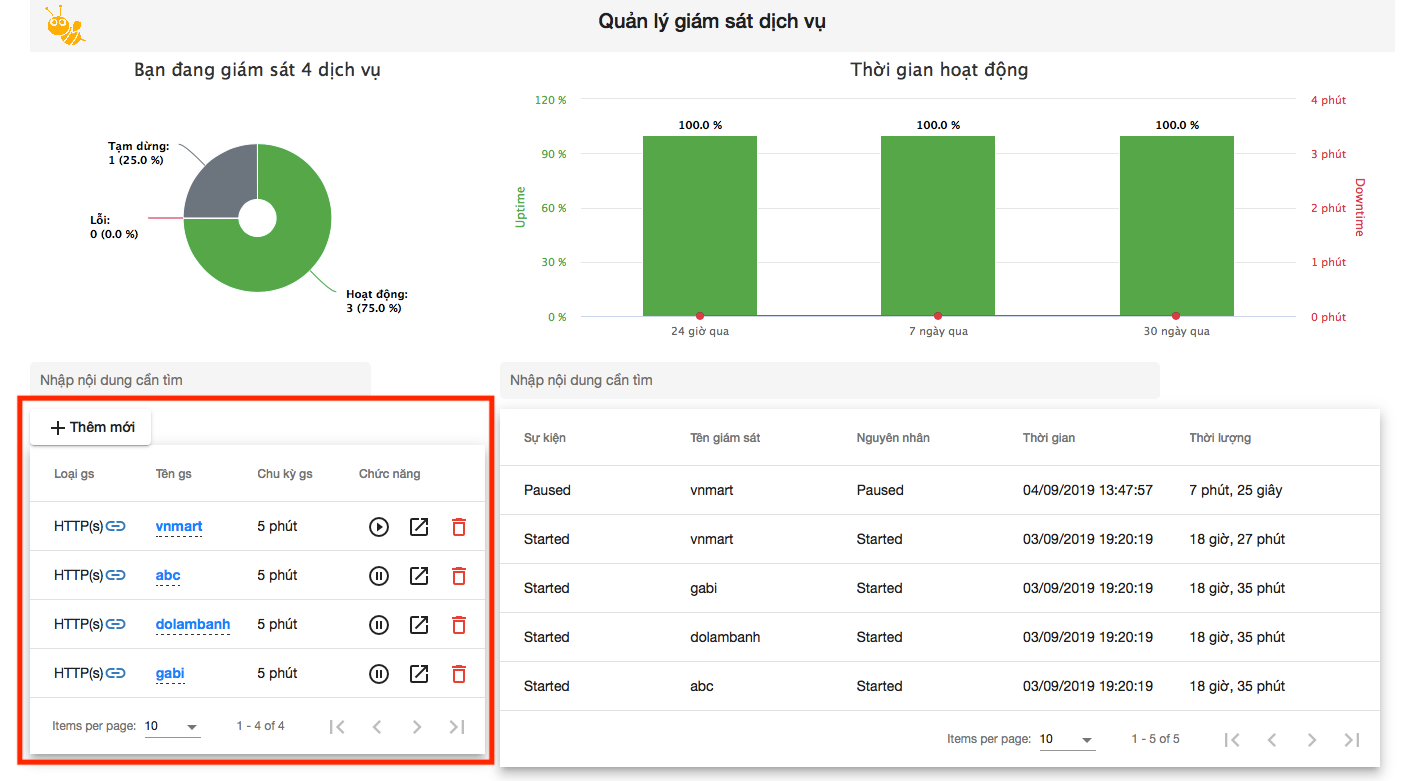 Quản lý giám sát dịch vụ
Bạn đang giám sát 4 dịch vụ
Tạm dừng:
1 (25.0 %)
Lỗi:
0 (0.0 %)
Hoạt động:
3 (75.0 %)
Thời gian hoạt động
120 %
90 %
60 %
30 %
0 %
Uptime
100.0 % 100.0 % 100.0 %
4 phút
3 phút
2 phút
1 phút
0 phút
Downtime
24 giờ qua 7 ngày qua 30 ngày qua
Nhập nội dung cần tìm
Thêm mới
Loại gs Tên gs Chu kỳ gs Chức năng
HTTP(s) vnmart 5 phút
HTTP(s) abc 5 phút
HTTP(s) dolambanh 5 phút
HTTP(s) gabi 5 phút
Items per page: 10 1 - 4 of 4
Nhập nội dung cần tìm
Sự kiện Tên giám sát Nguyên nhân Thời gian Thời lượng
Paused vnmart Paused 04/09/2019 13:47:57 7 phút, 25 giây
Started vnmart Started 03/09/2019 19:20:19 18 giờ, 27 phút
Started gabi Started 03/09/2019 19:20:19 18 giờ, 35 phút
Started dolambanh Started 03/09/2019 19:20:19 18 giờ, 35 phút
Started abc Started 03/09/2019 19:20:19 18 giờ, 35 phút
Items per page: 10 1 - 5 of 5